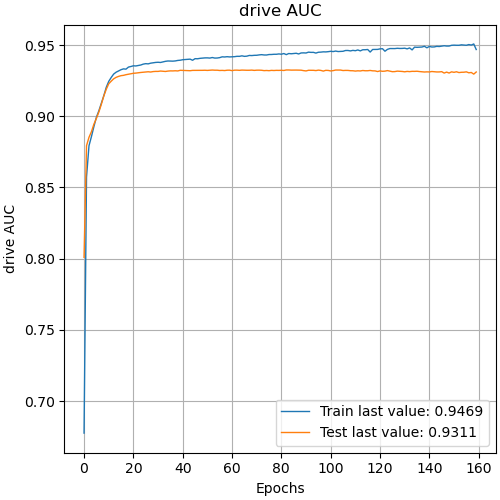 drive AUC
drive AUC
0.95
0.90
0.85
0.80
0.75
0.70
0 20 40 60 80 100 120 140 160
Epochs
Train last value: 0.9469
Test last value: 0.9311